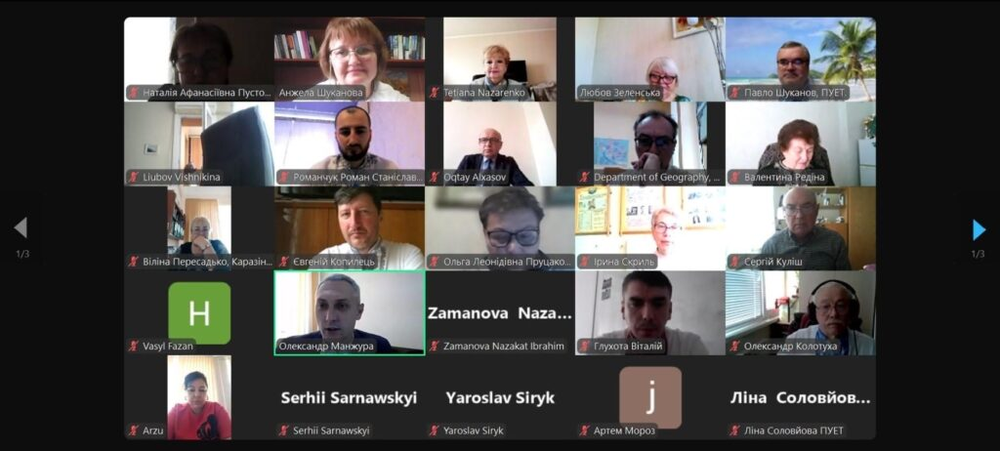 Наталія Афанасіївна Пусто...
Анжела Шуканова
Tetiana Nazarenko
Любов Зеленська
Павло Шуканов, ПУЕТ.
Liubov Vishnikina
Романчук Роман Станіслав...
Oqtay Alxasov
Department of Geography, ...
Валентина Редіна
Віліна Пересадько, Каразін...
Євгеній Копилець
Ольга Леонідівна Пруцако...
Ірина Скриль
Сергій Куліш
1/3
1/3
H
Vasyl Fazan
Олександр Манжура
Zamanova Naza...
Zamanova Nazakat Ibrahim
Глухота Віталій
Олександр Колотуха
Arzu
Serhii Sarnawskyi
Serhii Sarnawskyi
Yaroslav Siryk
Yaroslav Siryk
j
Артем Мороз
Ліна Соловйов...
Ліна Соловйова ПУЕТ